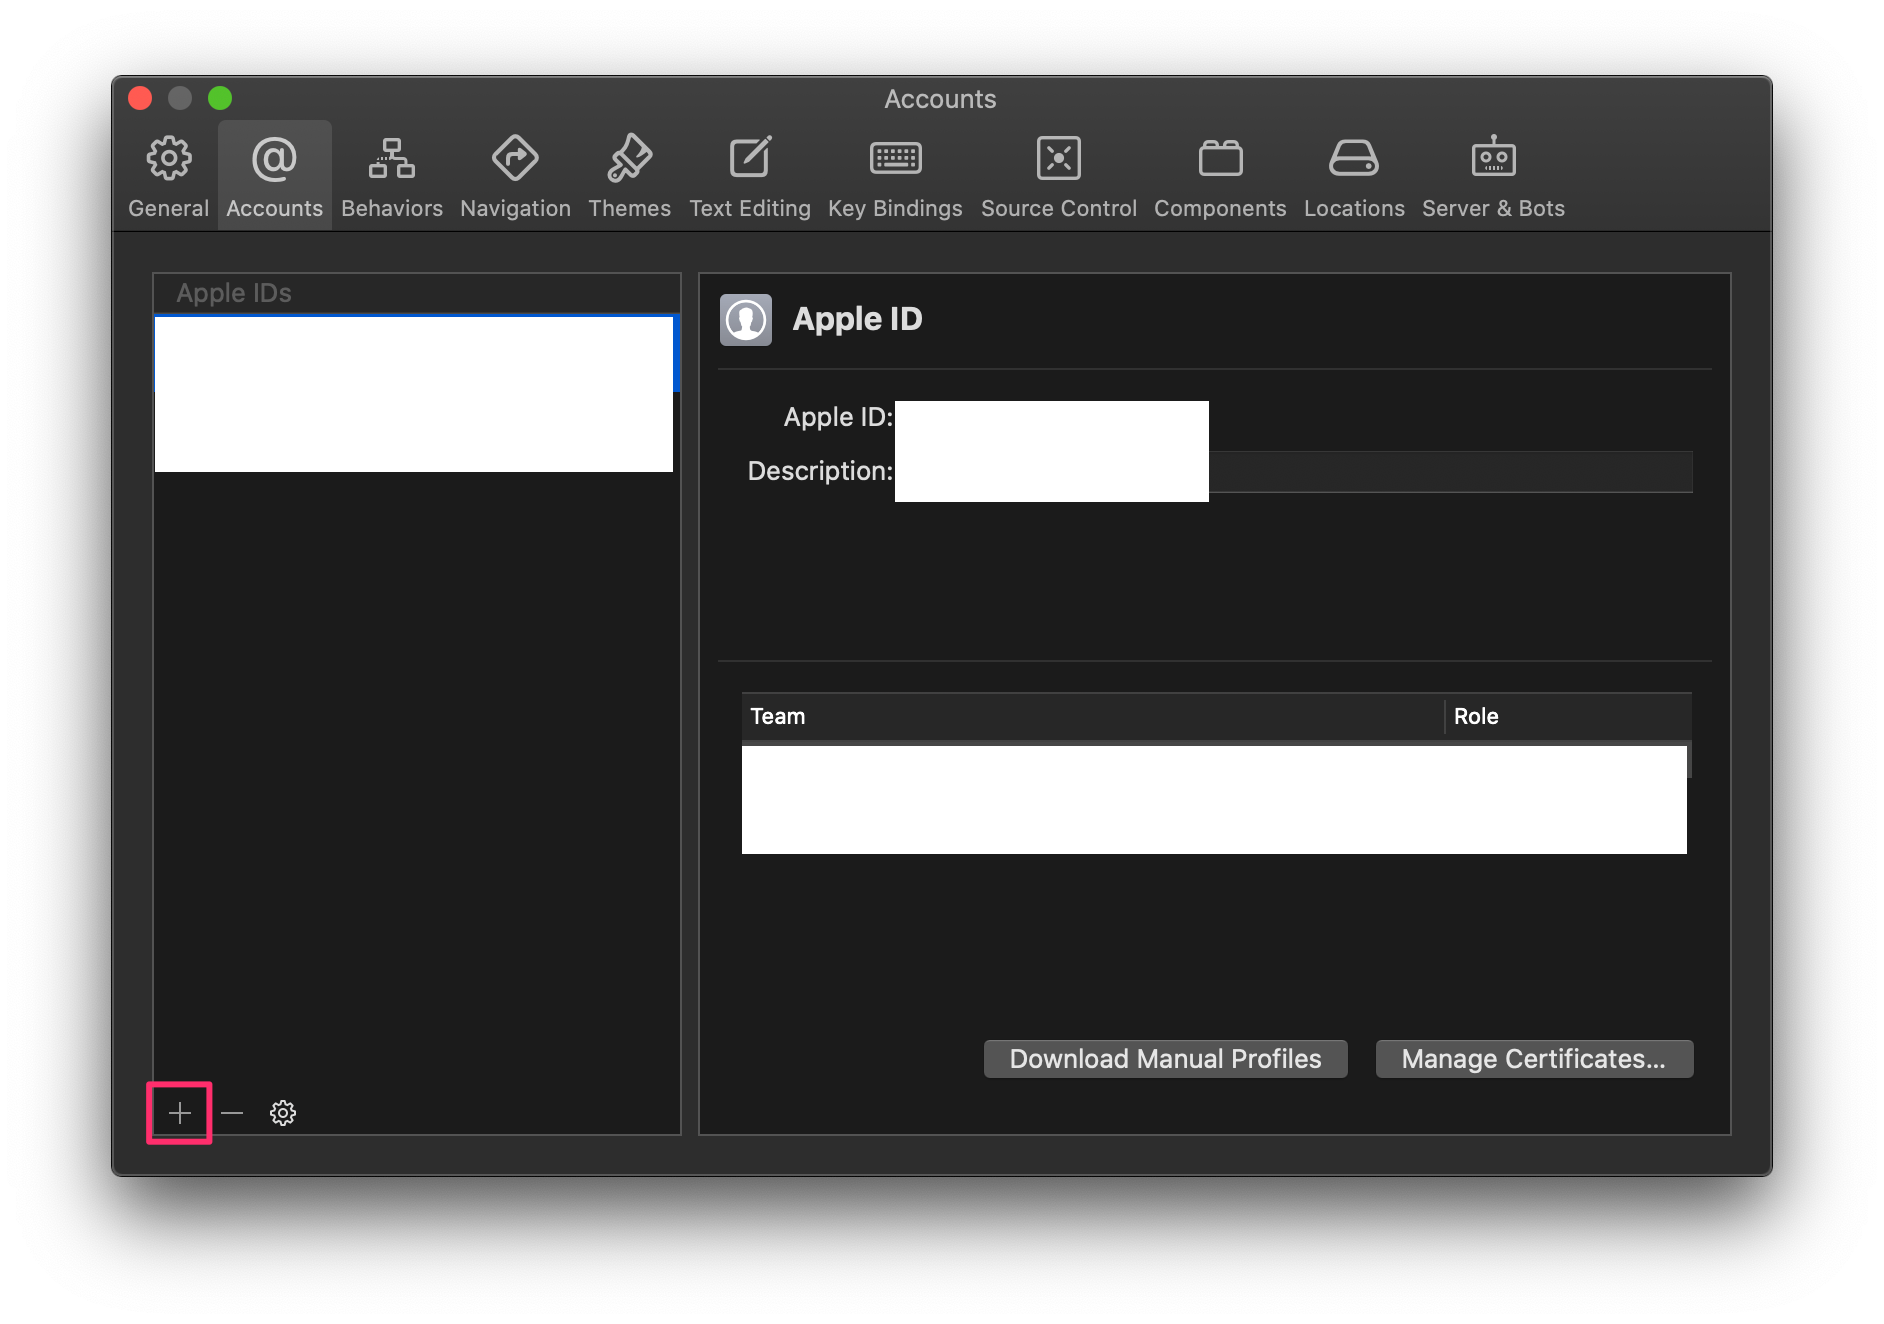 Accounts
General Accounts Behaviors Navigation Themes Text Editing Key Bindings Source Control Components Locations Server & Bots
Apple IDs
Apple ID
Apple ID:
Description:
Team Role
Download Manual Profiles Manage Certificates...